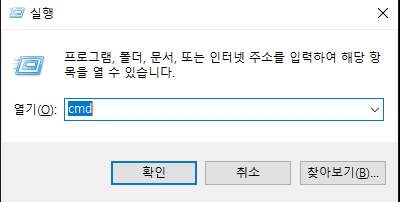 실행
프로그램, 폴더, 문서, 또는 인터넷 주소를 입력하여 해당 항
목을 열 수 있습니다.
열기(O): cmd
확인 취소 찾아보기(B)...